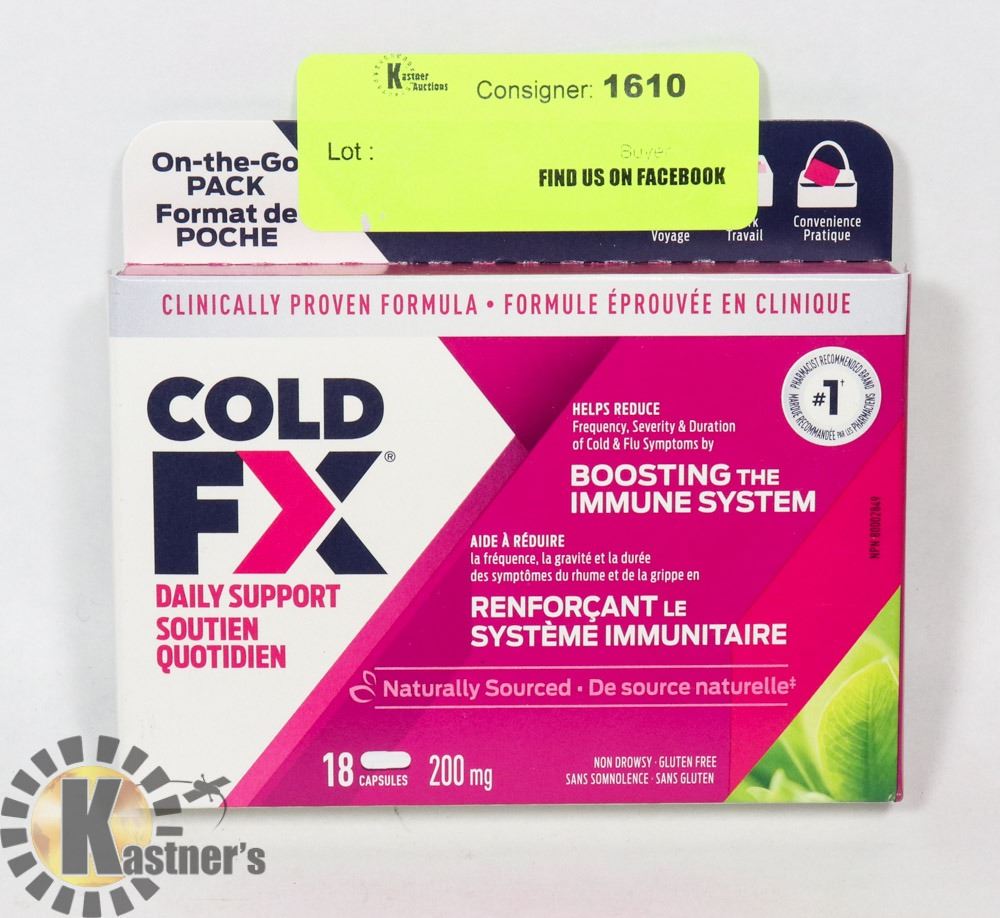 Kastner
Auctions
Consigner: 1610
Lot :
Buyer
FIND US ON FACEBOOK
On-the-Go
PACK
Format de
POCHE
Voyage
Travail
Convenience
Pratique
CLINICALLY PROVEN FORMULA • FORMULE ÉPROUVÉE EN CLINIQUE
COLD
FX®
DAILY SUPPORT
SOUTIEN
QUOTIDIEN
PHARMACIST RECOMMENDED BRAND
#1†
MARQUE RECOMMANDÉE PAR LES PHARMACIENS
HELPS REDUCE
Frequency, Severity & Duration
of Cold & Flu Symptoms by
BOOSTING THE
IMMUNE SYSTEM
AIDE À RÉDUIRE
la fréquence, la gravité et la durée
des symptômes du rhume et de la grippe en
RENFORÇANT LE
SYSTÈME IMMUNITAIRE
NPN 80002849
Naturally Sourced · De source naturelle‡
18 CAPSULES 200 mg
NON DROWSY · GLUTEN FREE
SANS SOMNOLENCE · SANS GLUTEN
Kastner's